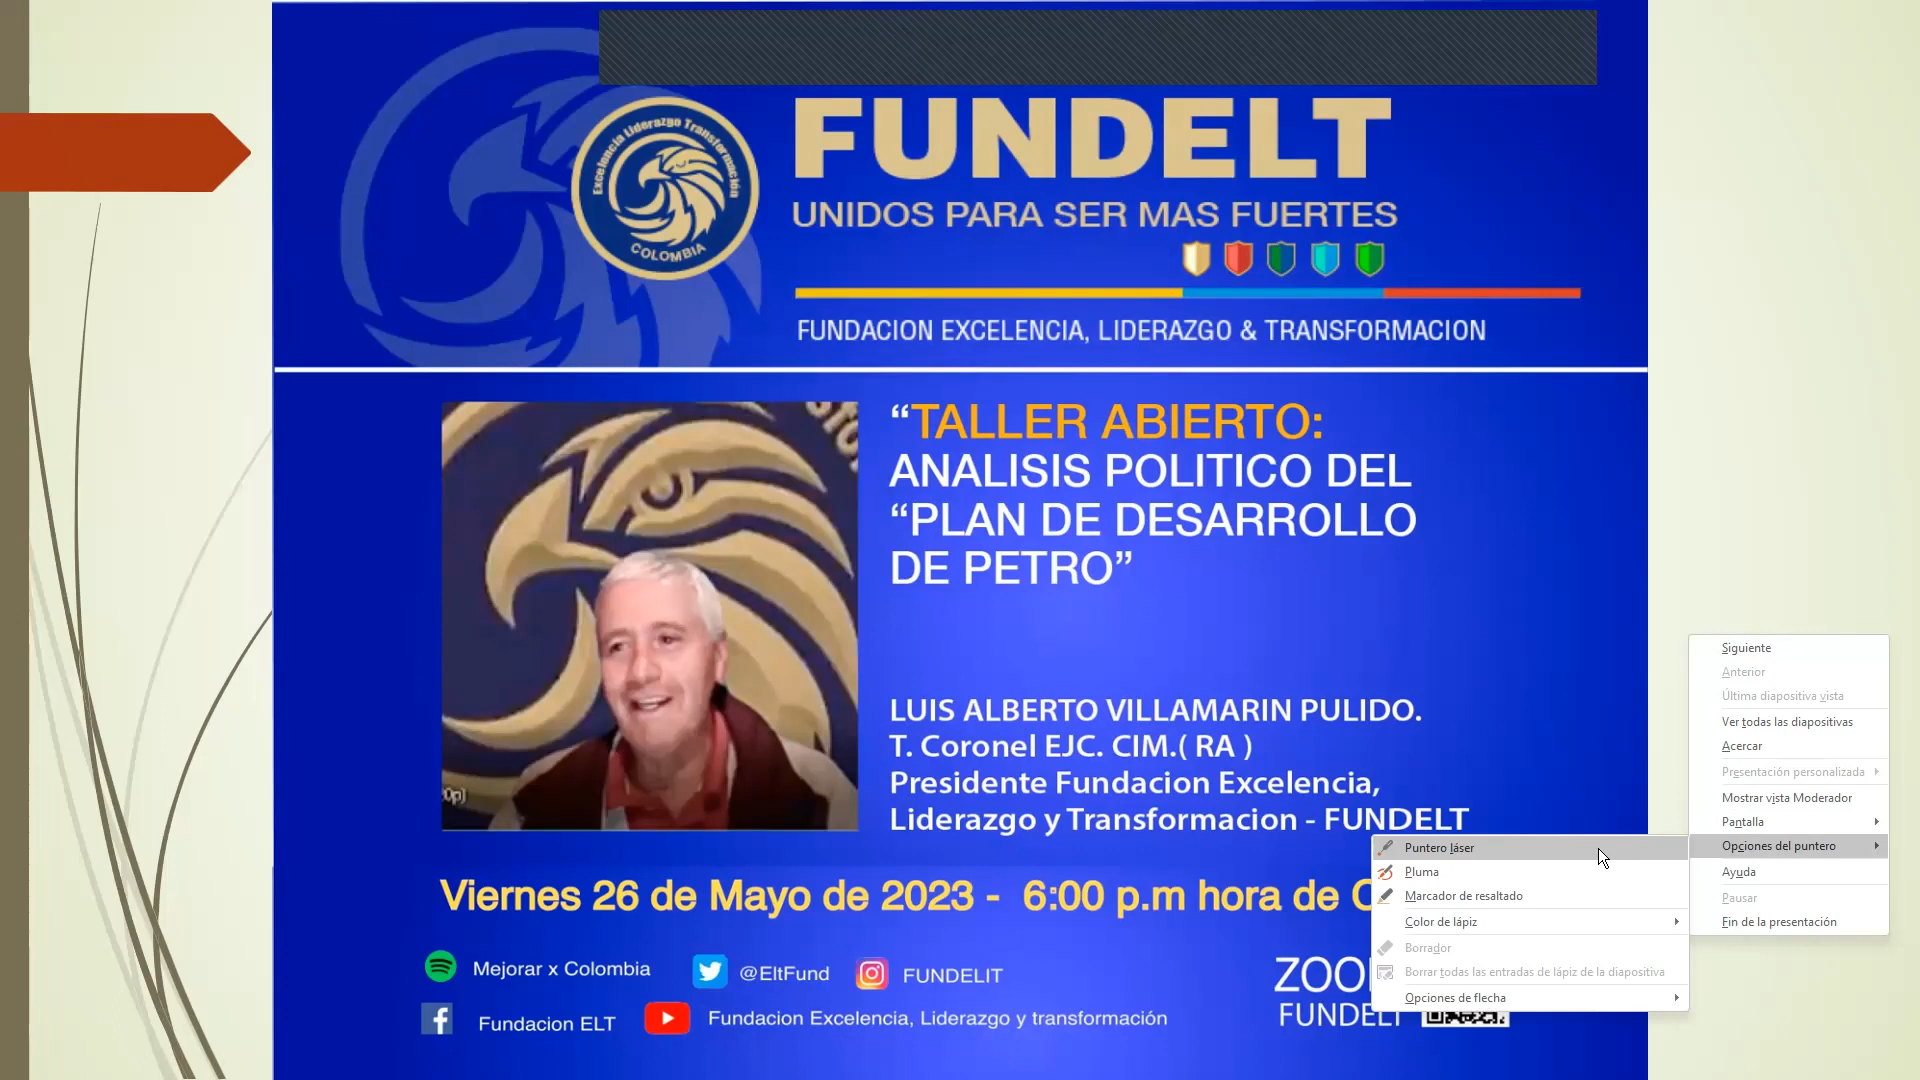 Excelencia Liderazgo Transformación
COLOMBIA
FUNDELT
UNIDOS PARA SER MAS FUERTES
FUNDACION EXCELENCIA, LIDERAZGO & TRANSFORMACION
“TALLER ABIERTO:
ANALISIS POLITICO DEL
“PLAN DE DESARROLLO
DE PETRO”
LUIS ALBERTO VILLAMARIN PULIDO.
T. Coronel EJC. CIM.( RA )
Presidente Fundacion Excelencia,
Liderazgo y Transformacion - FUNDELT
Viernes 26 de Mayo de 2023 - 6:00 p.m hora de
Mejorar x Colombia
@EltFund
FUNDELIT
Fundacion ELT
Fundacion Excelencia, Liderazgo y transformación
FUNDELT
Siguiente
Anterior
Última diapositiva vista
Ver todas las diapositivas
Acercar
Presentación personalizada
Mostrar vista Moderador
Pantalla
Opciones del puntero
Ayuda
Pausar
Fin de la presentación
Puntero láser
Pluma
Marcador de resaltado
Color de lápiz
Borrador
Borrar todas las entradas de lápiz de la diapositiva
Opciones de flecha